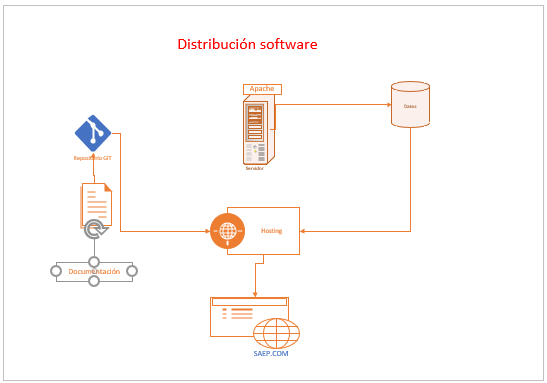 Distribución software
Apache
Datos
Servidor
Repositorio GIT
Hosting
Documentación
SAEP.COM